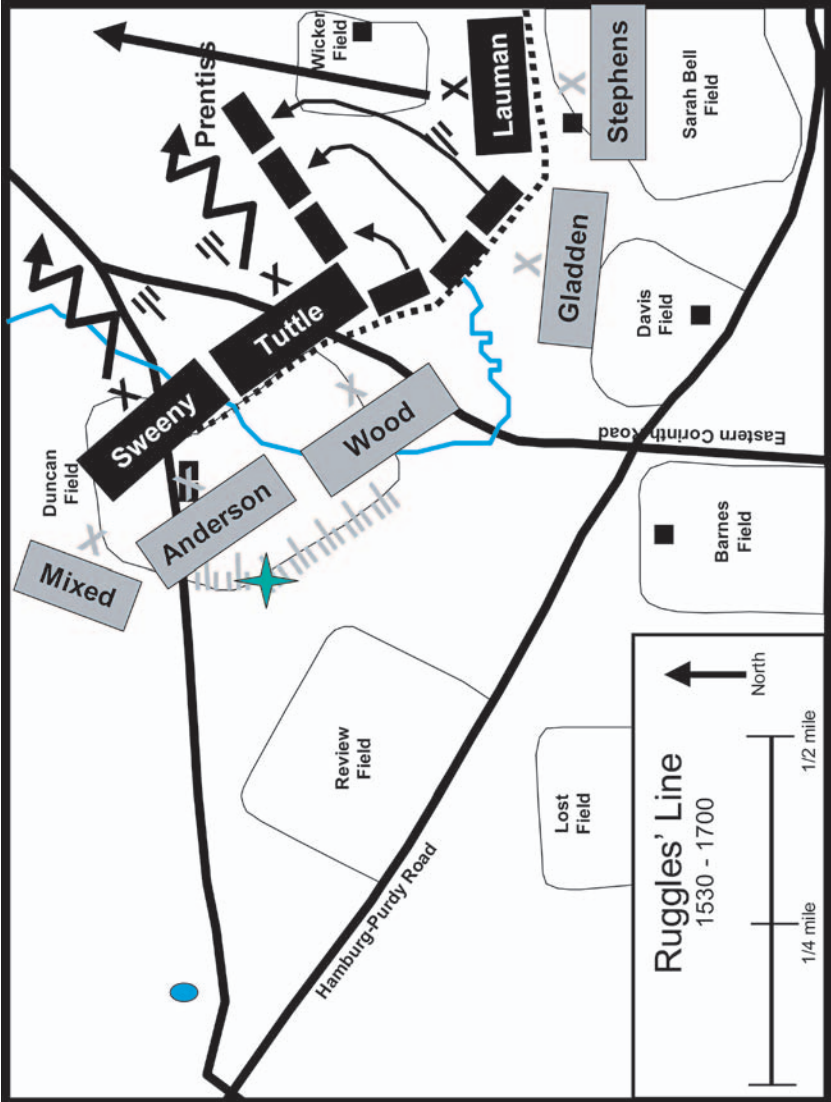 Wicker
Field
Prentiss
Lauman
Stephens
Sarah Bell
Field
Gladden
Davis
Field
Tuttle
Sweeny
Wood
Duncan
Field
Anderson
Mixed
Eastern Corinth Road
Barnes
Field
Review
Field
Lost
Field
Hamburg-Purdy Road
Ruggles’ Line
1530 - 1700
North
1/4 mile
1/2 mile